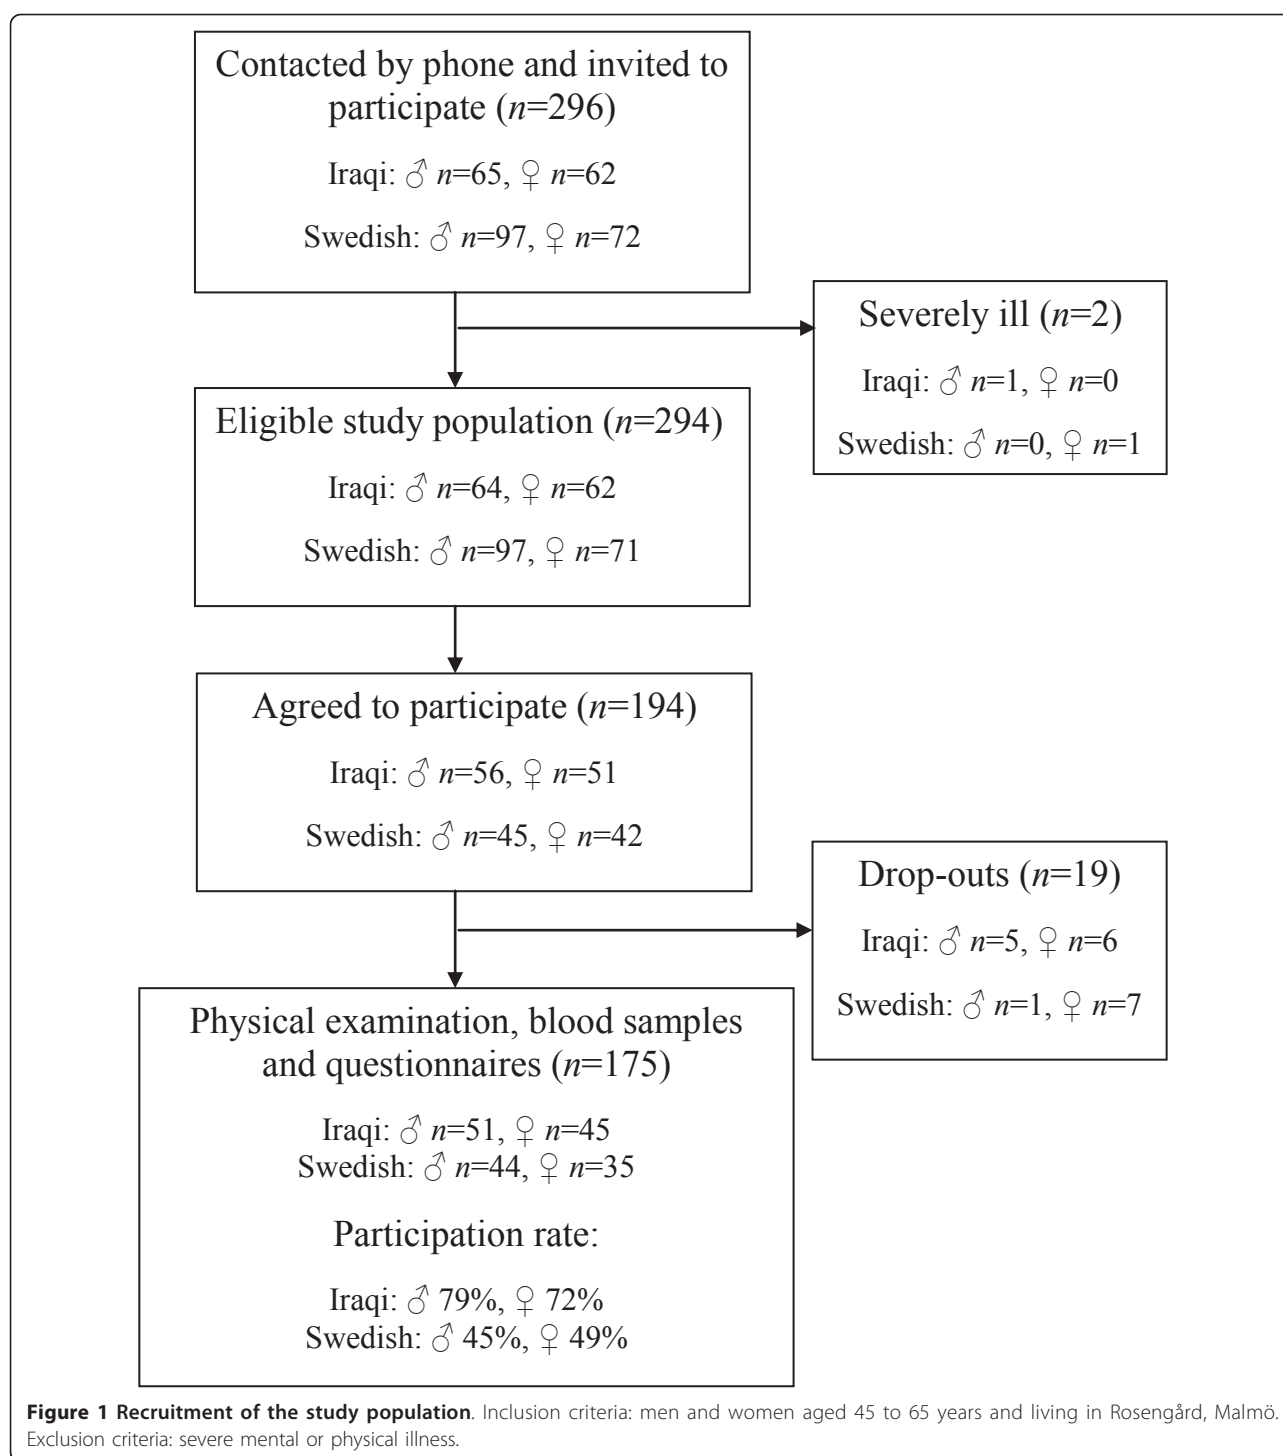 Contacted by phone and invited to
participate (n=296)
Iraqi: ♂ n=65, ♀ n=62
Swedish: ♂ n=97, ♀ n=72
Severely ill (n=2)
Iraqi: ♂ n=1, ♀ n=0
Swedish: ♂ n=0, ♀ n=1
Eligible study population (n=294)
Iraqi: ♂ n=64, ♀ n=62
Swedish: ♂ n=97, ♀ n=71
Agreed to participate (n=194)
Iraqi: ♂ n=56, ♀ n=51
Swedish: ♂ n=45, ♀ n=42
Drop-outs (n=19)
Iraqi: ♂ n=5, ♀ n=6
Swedish: ♂ n=1, ♀ n=7
Physical examination, blood samples
and questionnaires (n=175)
Iraqi: ♂ n=51, ♀ n=45
Swedish: ♂ n=44, ♀ n=35
Participation rate:
Iraqi: ♂ 79%, ♀ 72%
Swedish: ♂ 45%, ♀ 49%
Figure 1 Recruitment of the study population. Inclusion criteria: men and women aged 45 to 65 years and living in Rosengård, Malmö.
Exclusion criteria: severe mental or physical illness.